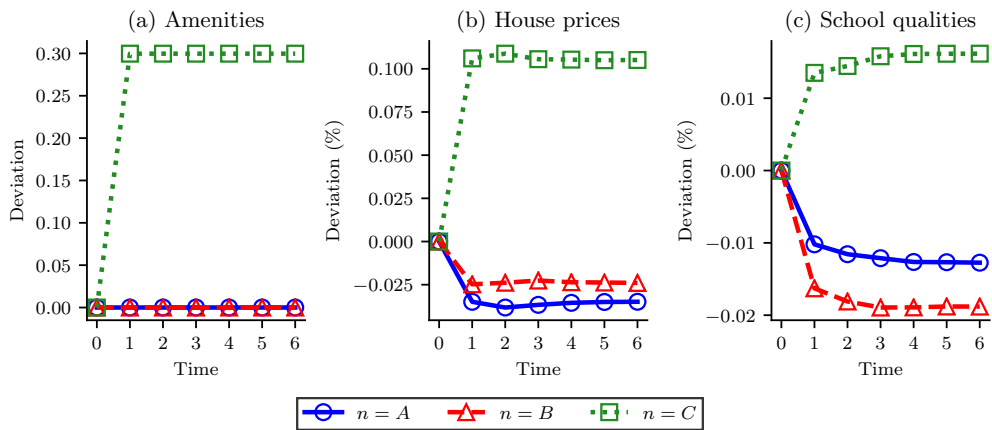 (a) Amenities
0.30
0.25
0.20
0.15
0.10
0.05
0.00
Deviation
0 1 2 3 4 5 6
Time
(b) House prices
0.100
0.075
0.050
0.025
0.000
−0.025
Deviation (%)
0 1 2 3 4 5 6
Time
(c) School qualities
0.01
0.00
−0.01
−0.02
Deviation (%)
0 1 2 3 4 5 6
Time
n = A n = B n = C